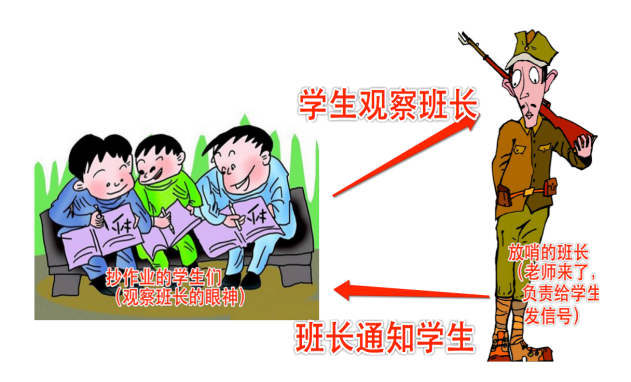 学生观察班长
放哨的班长
（老师来了，
负责给学生
发信号）
抄作业的学生们
（观察班长的眼神）
班长通知学生